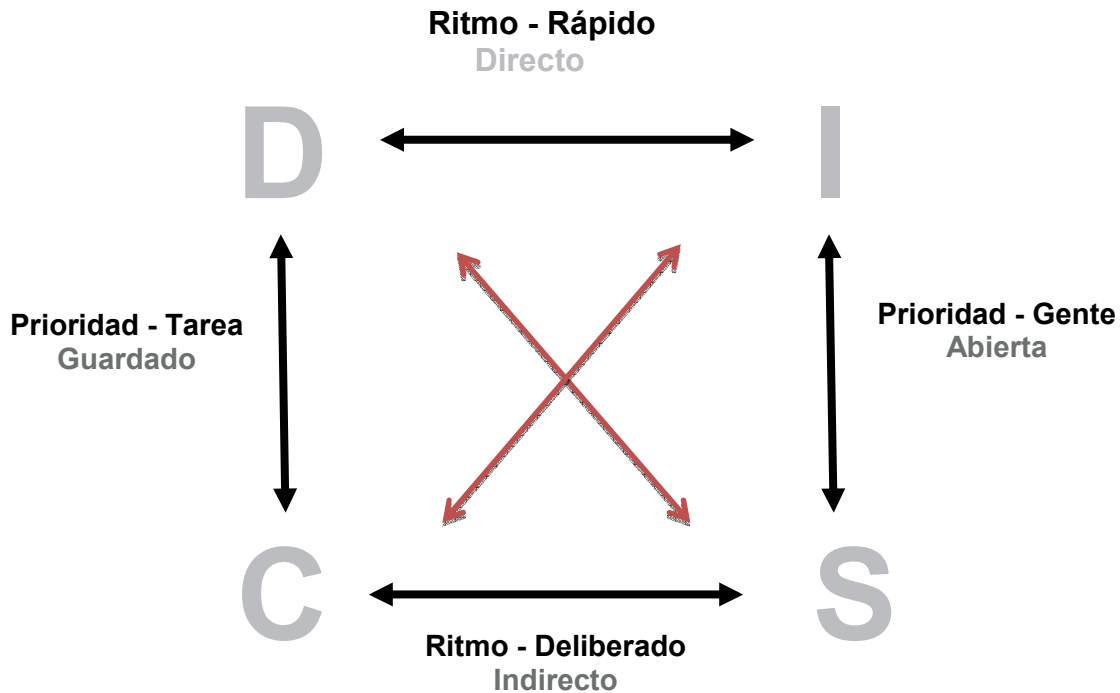 Ritmo - Rápido
Directo
D
I
Prioridad - Tarea
Guardado
Prioridad - Gente
Abierta
C
S
Ritmo - Deliberado
Indirecto